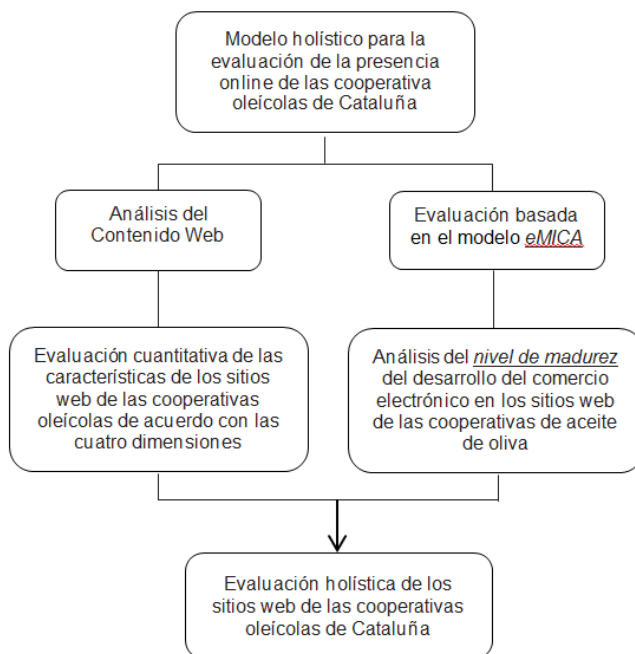 Modelo holístico para la
evaluación de la presencia
online de las cooperativa
oleícolas de Cataluña
Análisis del
Contenido Web
Evaluación basada
en el modelo eMICA
Evaluación cuantitativa de las
características de los sitios
web de las cooperativas
oleícolas de acuerdo con las
cuatro dimensiones
Análisis del nivel de madurez
del desarrollo del comercio
electrónico en los sitios web
de las cooperativas de aceite
de oliva
Evaluación holística de los
sitios web de las cooperativas
oleícolas de Cataluña